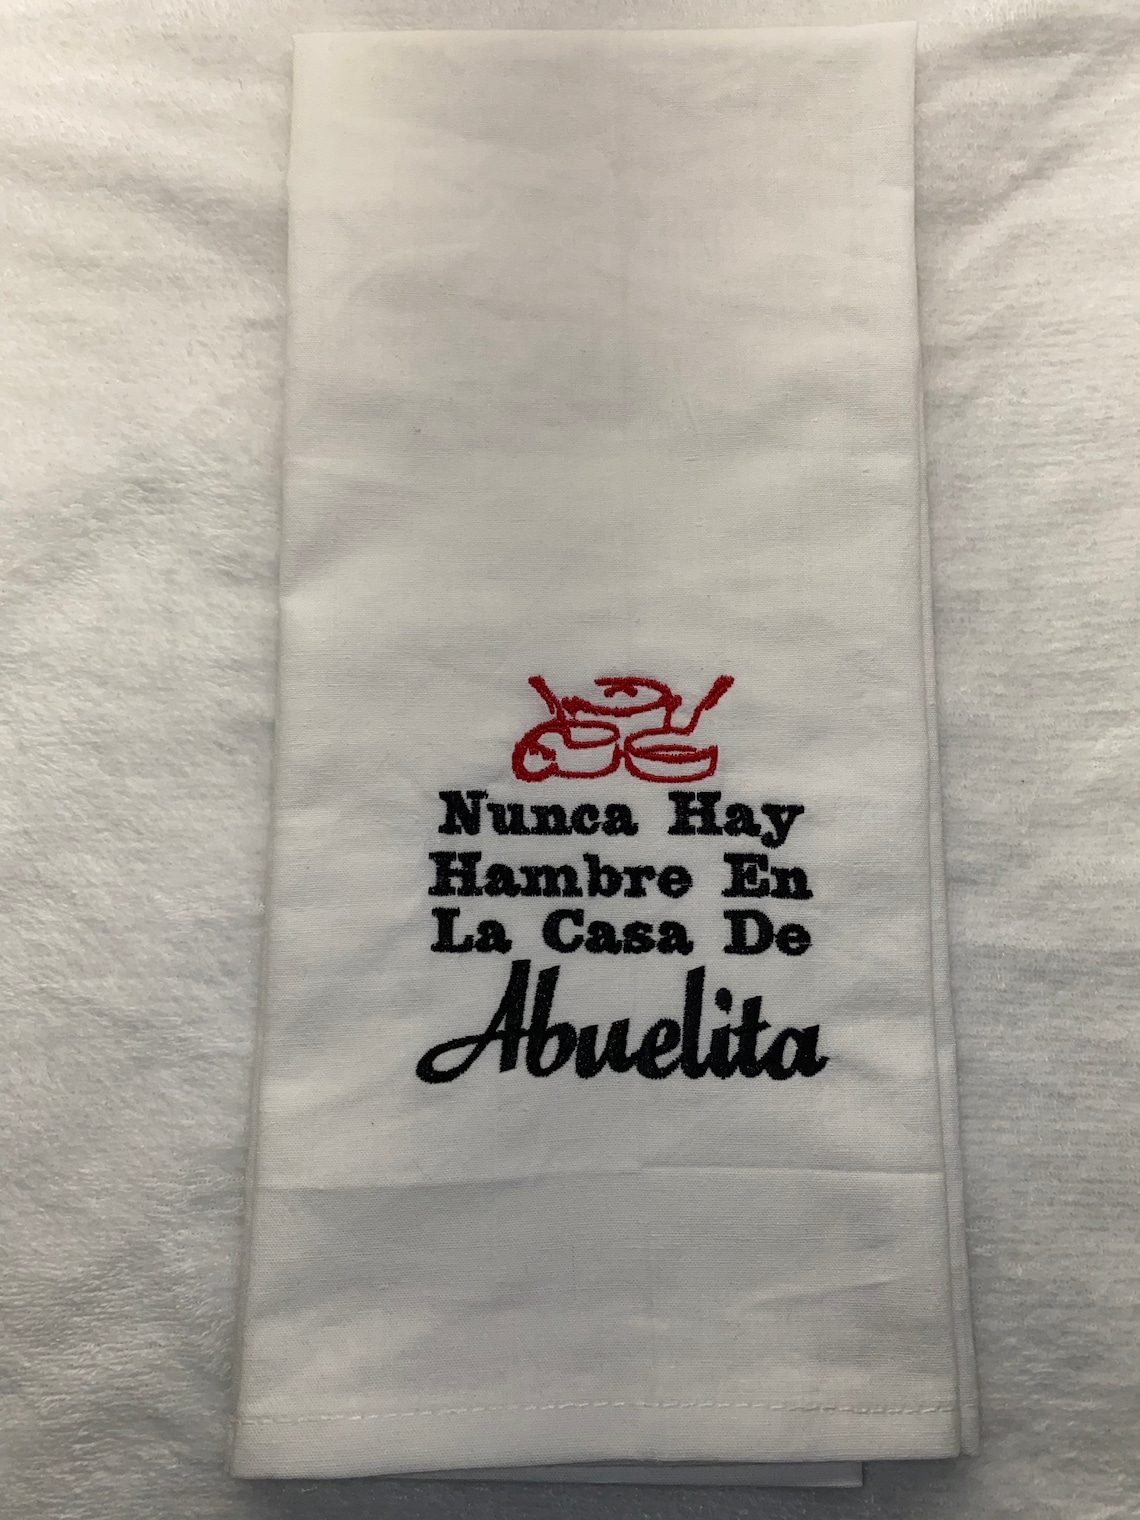 Nunca Hay
Hambre En
La Casa De
Abuelita